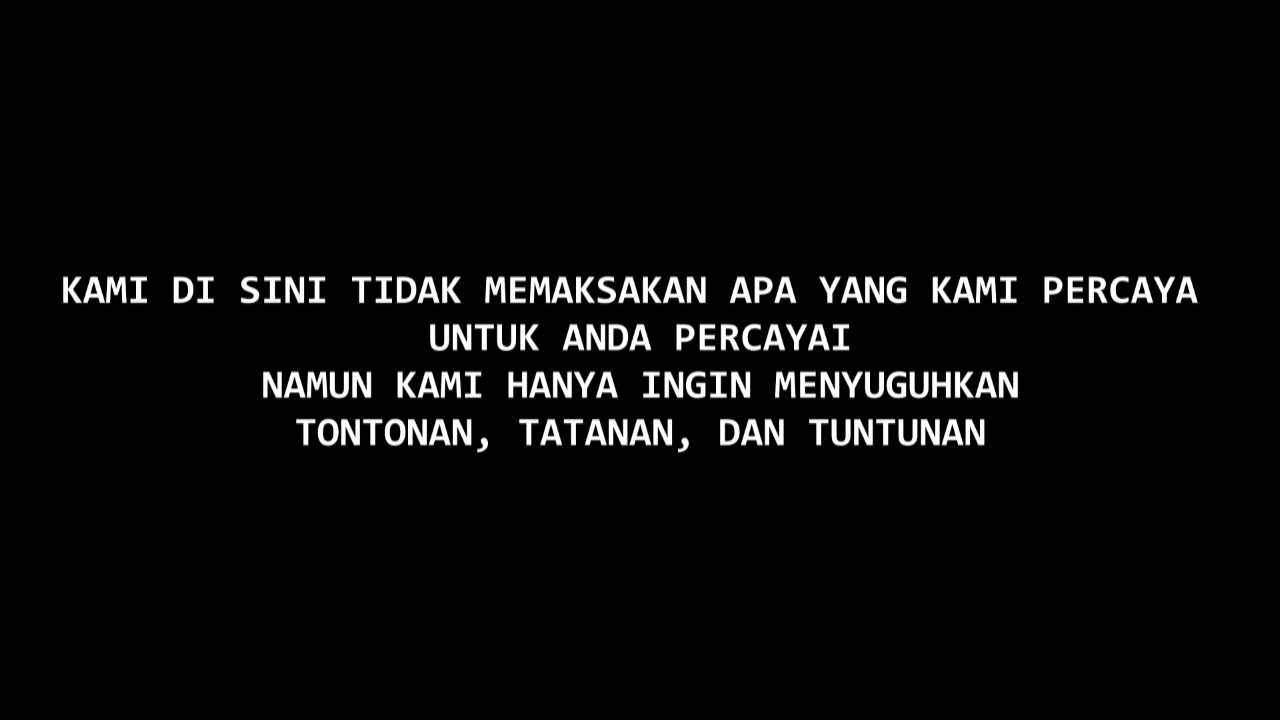 KAMI DI SINI TIDAK MEMAKSAKAN APA YANG KAMI PERCAYA
UNTUK ANDA PERCAYAI
NAMUN KAMI HANYA INGIN MENYUGUHKAN
TONTONAN, TATANAN, DAN TUNTUNAN